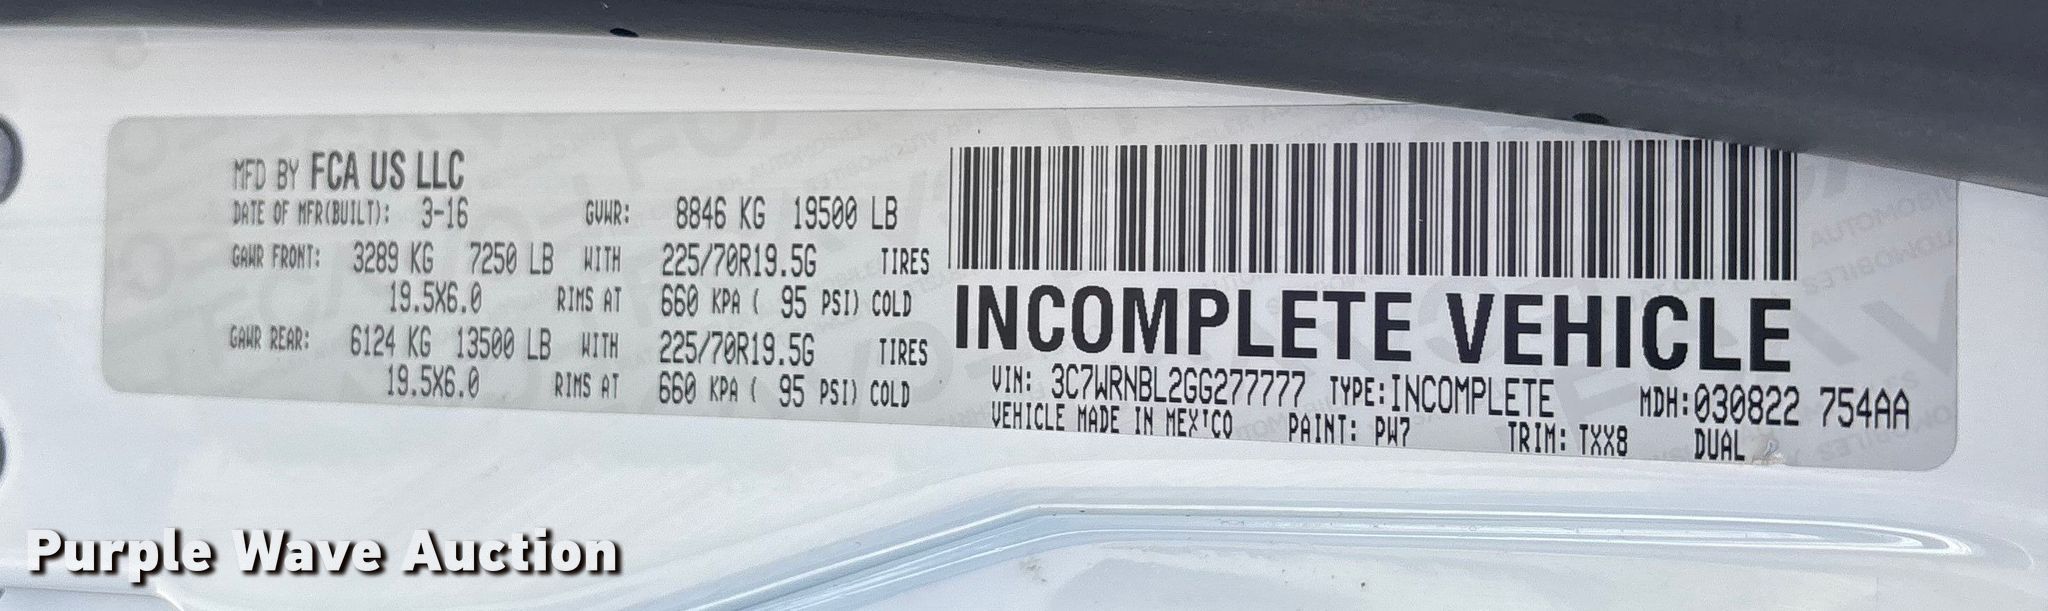 MFD BY FCA US LLC
DATE OF MFR(BUILT): 3-16 GVWR: 8846 KG 19500 LB
GAWR FRONT: 3289 KG 7250 LB WITH 225/70R19.5G TIRES
19.5X6.0 RIMS AT 660 KPA ( 95 PSI) COLD
GAWR REAR: 6124 KG 13500 LB WITH 225/70R19.5G TIRES
19.5X6.0 RIMS AT 660 KPA ( 95 PSI) COLD
INCOMPLETE VEHICLE
VIN: 3C7WRNBL2GG277777 TYPE: INCOMPLETE MDH: 030822 754AA
VEHICLE MADE IN MEXICO PAINT: PW7 TRIM: TXX8 DUAL
Purple Wave Auction